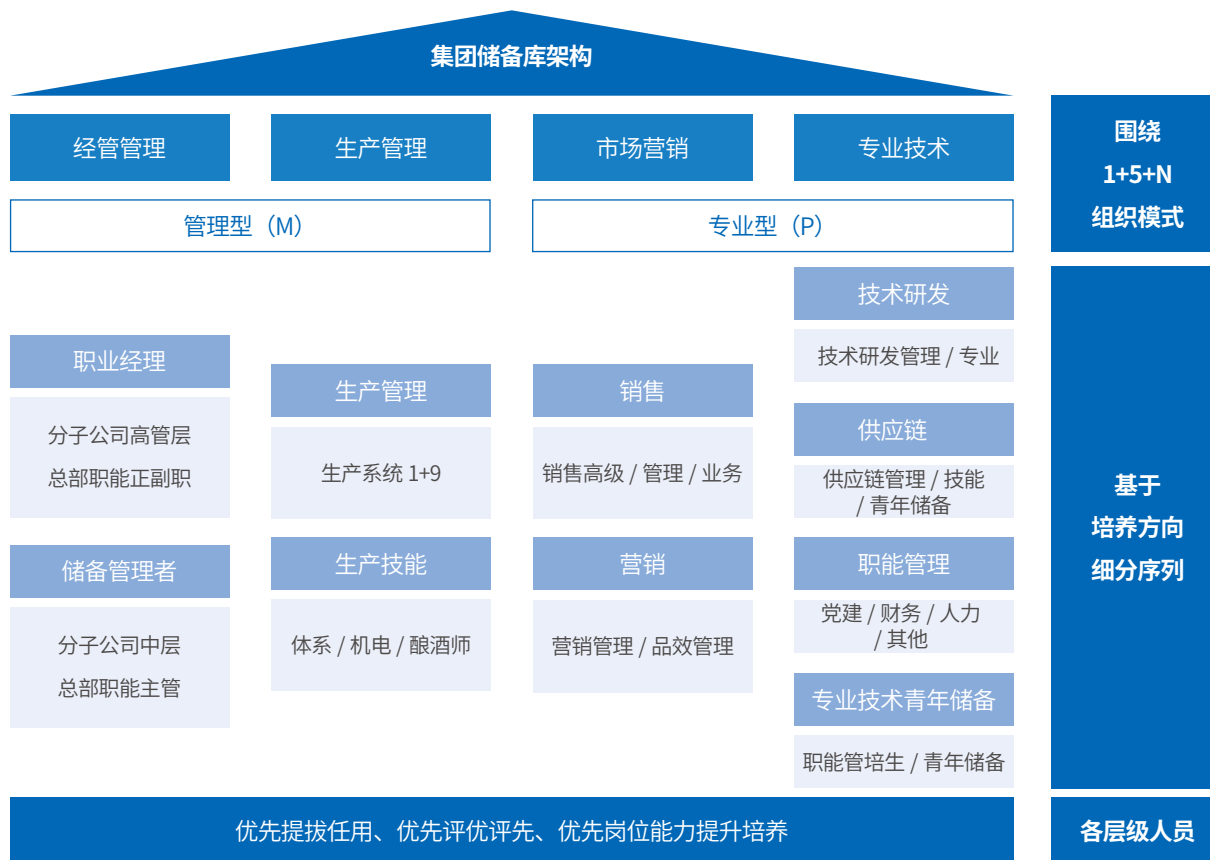 集团储备库架构
经管管理
生产管理
市场营销
专业技术
管理型（M）
专业型（P）
围绕
1+5+N
组织模式
职业经理
分子公司高管层
总部职能正副职
储备管理者
分子公司中层
总部职能主管
生产管理
生产系统 1+9
生产技能
体系 / 机电 / 酿酒师
销售
销售高级 / 管理 / 业务
营销
营销管理 / 品效管理
技术研发
技术研发管理 / 专业
供应链
供应链管理 / 技能
/ 青年储备
职能管理
党建 / 财务 / 人力
/ 其他
专业技术青年储备
职能管培生 / 青年储备
基于
培养方向
细分序列
优先提拔任用、优先评优评先、优先岗位能力提升培养
各层级人员